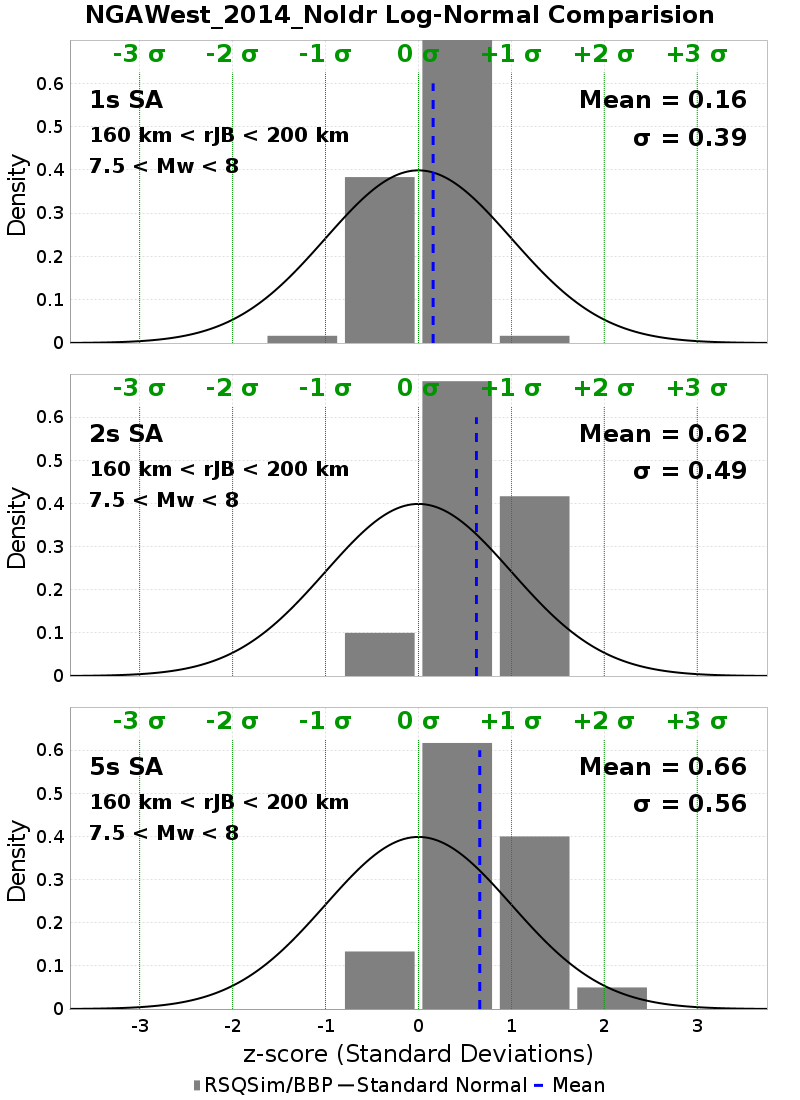 NGAWest_2014_NoIdr Log-Normal Comparision
-3 σ -2 σ -1 σ 0 σ +1 σ +2 σ +3 σ
0.6
1s SA Mean = 0.16
0.5
160 km < rJB < 200 km σ = 0.39
0.4
7.5 < Mw < 8
0.3
0.2
0.1
0
Density
-3 σ -2 σ -1 σ 0 σ +1 σ +2 σ +3 σ
0.6
2s SA Mean = 0.62
0.5
160 km < rJB < 200 km σ = 0.49
0.4
7.5 < Mw < 8
0.3
0.2
0.1
0
Density
-3 σ -2 σ -1 σ 0 σ +1 σ +2 σ +3 σ
0.6
5s SA Mean = 0.66
0.5
160 km < rJB < 200 km σ = 0.56
0.4
7.5 < Mw < 8
0.3
0.2
0.1
0
Density
-3 -2 -1 0 1 2 3
z-score (Standard Deviations)
RSQSim/BBP Standard Normal Mean